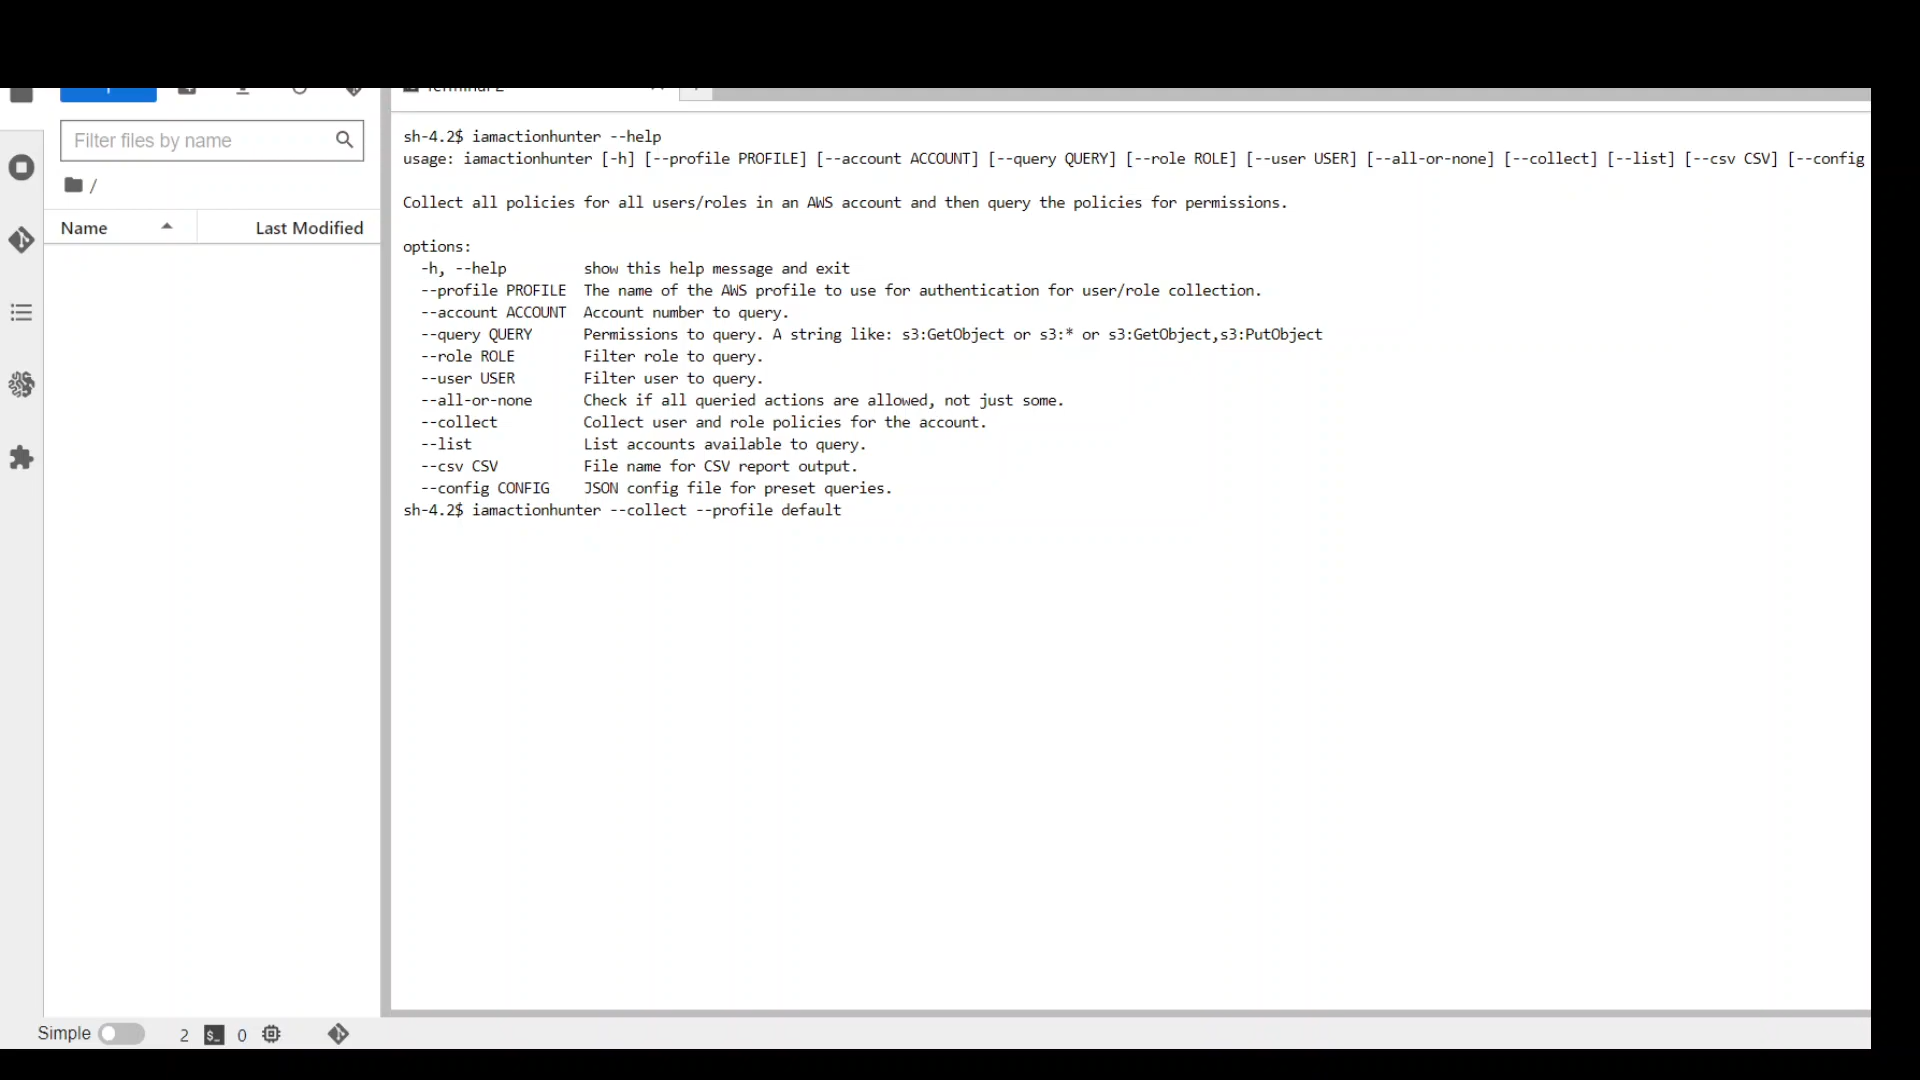 Terminal 2
Filter files by name
/
Name
Last Modified
sh-4.2$ iamactionhunter --help
usage: iamactionhunter [-h] [--profile PROFILE] [--account ACCOUNT] [--query QUERY] [--role ROLE] [--user USER] [--all-or-none] [--collect] [--list] [--csv CSV] [--config
Collect all policies for all users/roles in an AWS account and then query the policies for permissions.
options:
-h, --help show this help message and exit
--profile PROFILE The name of the AWS profile to use for authentication for user/role collection.
--account ACCOUNT Account number to query.
--query QUERY Permissions to query. A string like: s3:GetObject or s3:* or s3:GetObject,s3:PutObject
--role ROLE Filter role to query.
--user USER Filter user to query.
--all-or-none Check if all queried actions are allowed, not just some.
--collect Collect user and role policies for the account.
--list List accounts available to query.
--csv CSV File name for CSV report output.
--config CONFIG JSON config file for preset queries.
sh-4.2$ iamactionhunter --collect --profile default
Simple
2
$_
0